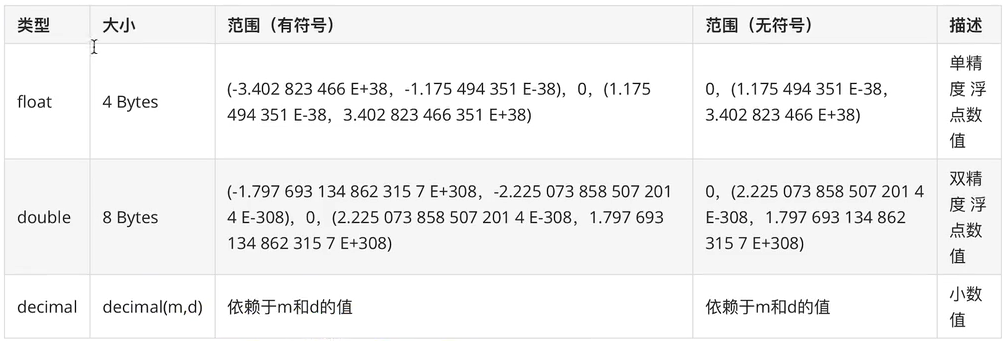 类型 大小 范围（有符号） 范围（无符号） 描述
float 4 Bytes
(-3.402 823 466 E+38，-1.175 494 351 E-38)，0，(1.175
494 351 E-38，3.402 823 466 351 E+38)
0，(1.175 494 351 E-38，
3.402 823 466 E+38)
单精
度 浮
点数
值
double 8 Bytes
(-1.797 693 134 862 315 7 E+308，-2.225 073 858 507 201
4 E-308)，0，(2.225 073 858 507 201 4 E-308，1.797 693
134 862 315 7 E+308)
0，(2.225 073 858 507 201 4
E-308，1.797 693 134 862
315 7 E+308)
双精
度 浮
点数
值
decimal decimal(m,d) 依赖于m和d的值 依赖于m和d的值
小数
值